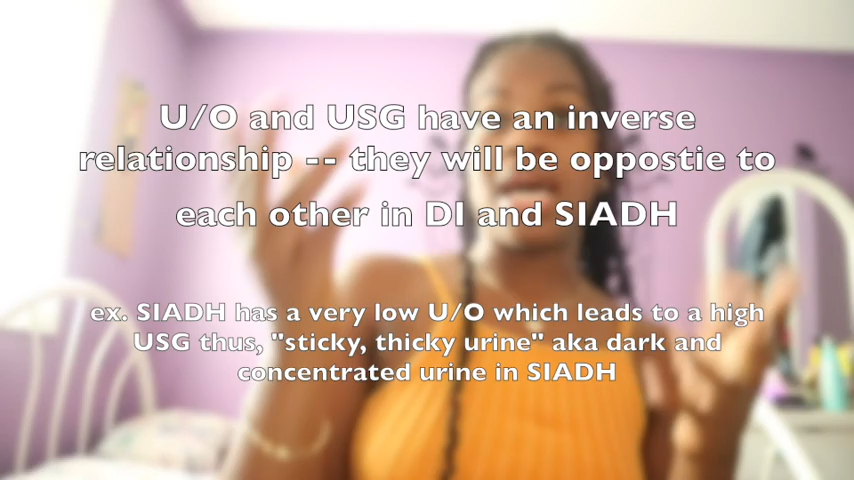 U/O and USG have an inverse
relationship -- they will be oppostie to
each other in DI and SIADH
ex. SIADH has a very low U/O which leads to a high
USG thus, "sticky, thicky urine" aka dark and
concentrated urine in SIADH